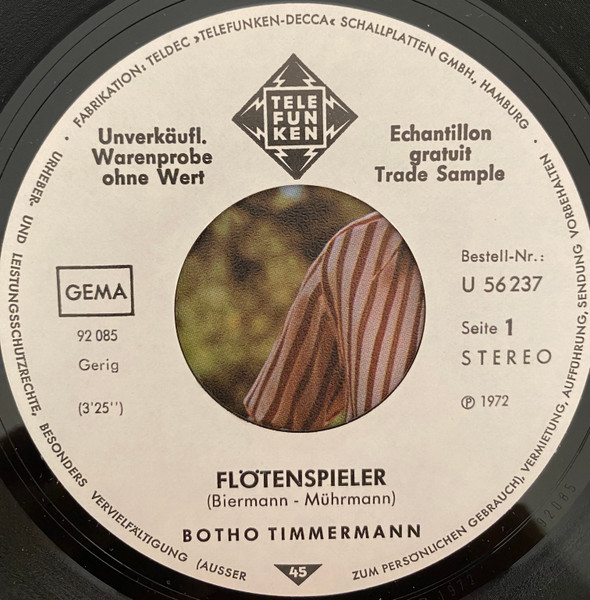 · FABRIKATION: TELDEC »TELEFUNKEN-DECCA« SCHALLPLATTEN GMBH., HAMBURG ·
URHEBER- UND LEISTUNGSSCHUTZRECHTE, BESONDERS VERVIELFÄLTIGUNG (AUSSER
ZUM PERSÖNLICHEN GEBRAUCH), VERMIETUNG, AUFFÜHRUNG, SENDUNG VORBEHALTEN
TELE
FUN
KEN
Unverkäufl.
Warenprobe
ohne Wert
Echantillon
gratuit
Trade Sample
GEMA
92 085
Gerig
(3'25'')
Bestell-Nr.:
U 56 237
Seite 1
STEREO
℗ 1972
FLÖTENSPIELER
(Biermann - Mührmann)
BOTHO TIMMERMANN
45
92085